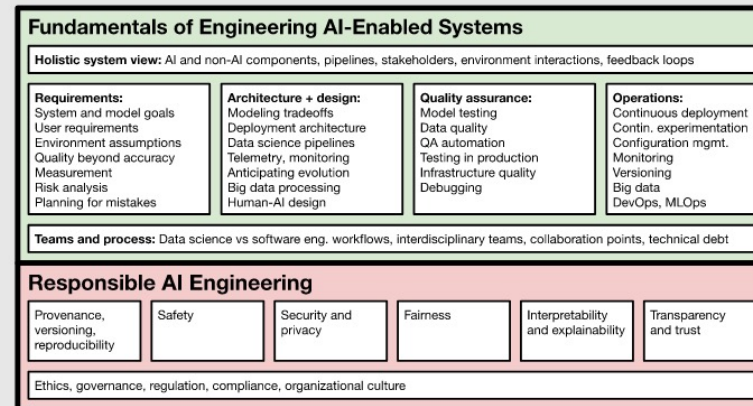 Fundamentals of Engineering AI-Enabled Systems
Holistic system view: AI and non-AI components, pipelines, stakeholders, environment interactions, feedback loops
Requirements:
System and model goals
User requirements
Environment assumptions
Quality beyond accuracy
Measurement
Risk analysis
Planning for mistakes
Architecture + design:
Modeling tradeoffs
Deployment architecture
Data science pipelines
Telemetry, monitoring
Anticipating evolution
Big data processing
Human-AI design
Quality assurance:
Model testing
Data quality
QA automation
Testing in production
Infrastructure quality
Debugging
Operations:
Continuous deployment
Contin. experimentation
Configuration mgmt.
Monitoring
Versioning
Big data
DevOps, MLOps
Teams and process: Data science vs software eng. workflows, interdisciplinary teams, collaboration points, technical debt
Responsible AI Engineering
Provenance,
versioning,
reproducibility
Safety
Security and
privacy
Fairness
Interpretability
and explainability
Transparency
and trust
Ethics, governance, regulation, compliance, organizational culture